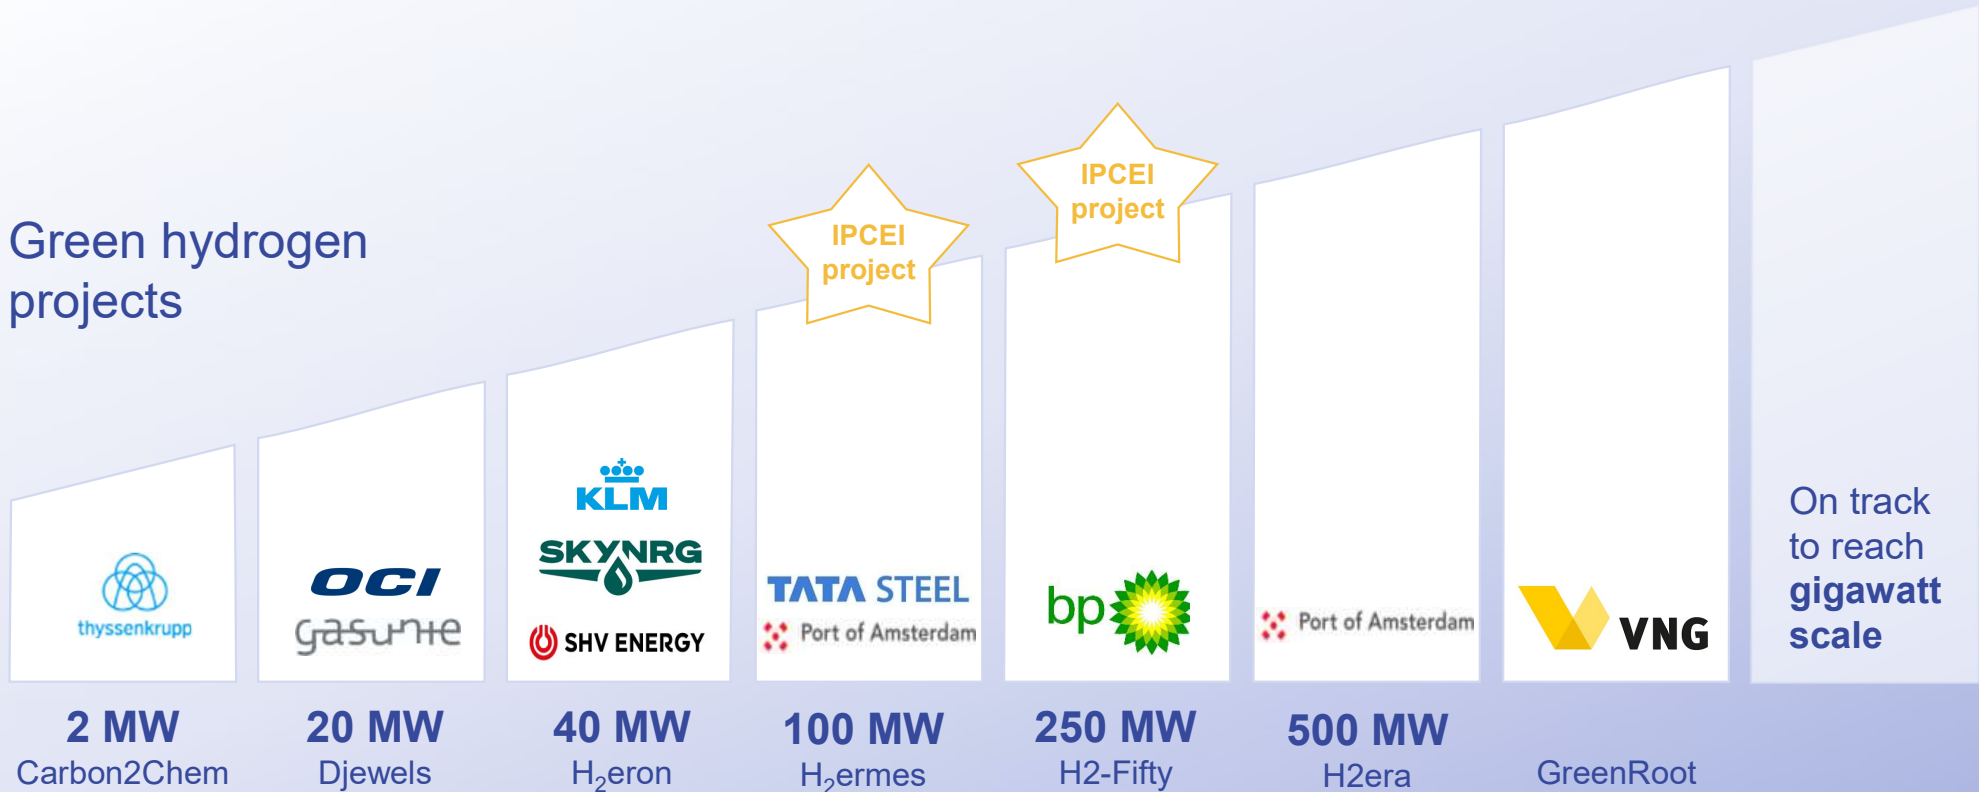 Green hydrogen
projects
IPCEI
project
IPCEI
project
thyssenkrupp
OCI
gasunie
KLM
SKYNRG
SHV ENERGY
TATA STEEL
Port of Amsterdam
bp
Port of Amsterdam
VNG
On track
to reach
gigawatt
scale
2 MW
Carbon2Chem
20 MW
Djewels
40 MW
H₂eron
100 MW
H₂ermes
250 MW
H2-Fifty
500 MW
H2era
GreenRoot